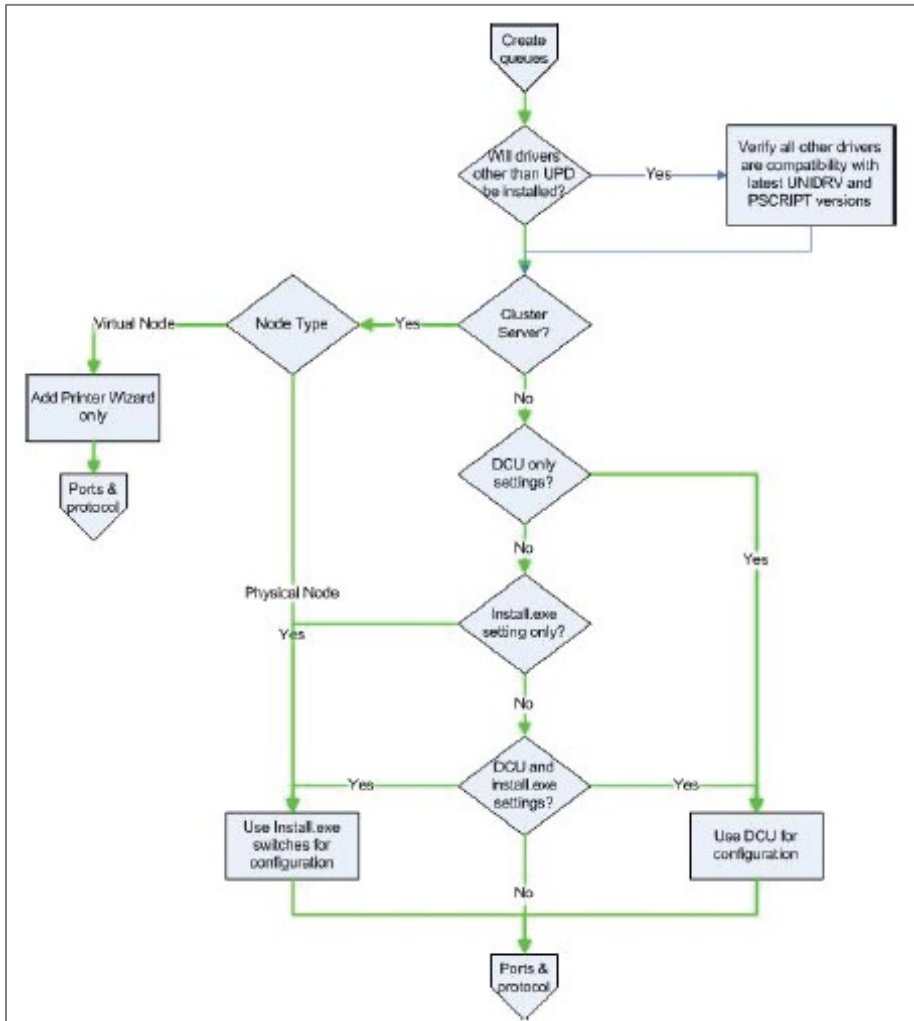 Create
queues
Will drivers
other than UPD
be installed?
Yes
Verify all other drivers
are compatibility with
latest UNIDRV and
PSCRIPT versions
Virtual Node
Node Type
Yes
Cluster
Server?
Add Printer Wizard
only
No
Ports &
protocol
DCU only
settings?
No
Yes
Physical Node
Install.exe
setting only?
Yes
No
DCU and
install.exe
settings?
Yes
Yes
Use Install.exe
switches for
configuration
Use DCU for
configuration
No
Ports &
protocol